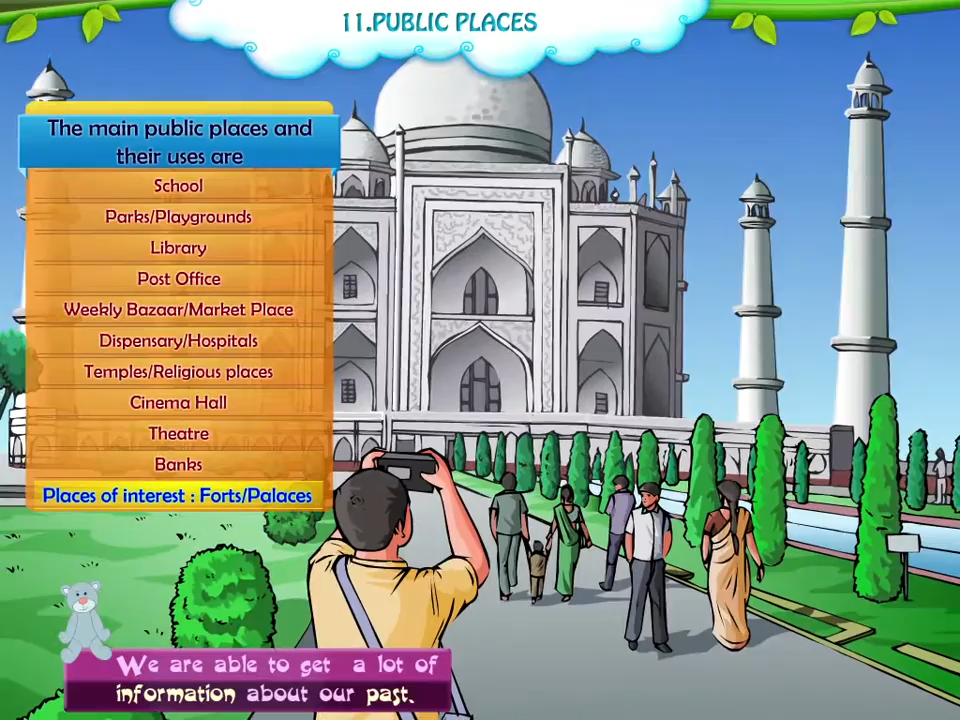 11.PUBLIC PLACES
The main public places and
their uses are
School
Parks/Playgrounds
Library
Post Office
Weekly Bazaar/Market Place
Dispensary/Hospitals
Temples/Religious places
Cinema Hall
Theatre
Banks
Places of interest : Forts/Palaces
We are able to get a lot of
information about our past.